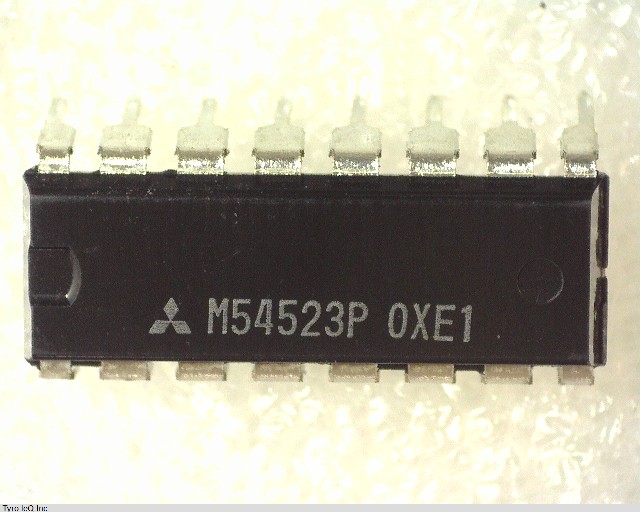 M54523P 0XE1
Tyro IcQ Inc